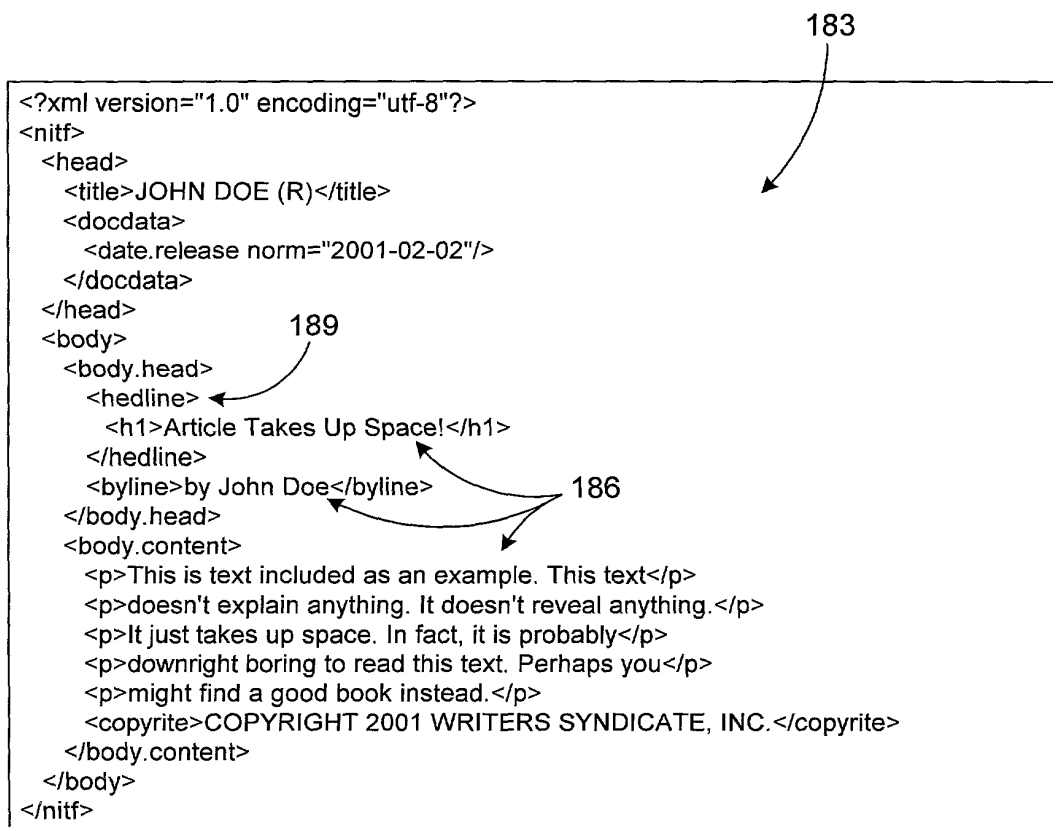 183
<?xml version="1.0" encoding="utf-8"?>
<nitf>
<head>
<title>JOHN DOE (R)</title>
<docdata>
<date.release norm="2001-02-02"/>
</docdata>
</head>
<body>
189
<body.head>
<hedline>
<h1>Article Takes Up Space!</h1>
</hedline>
<byline>by John Doe</byline>
186
</body.head>
<body.content>
<p>This is text included as an example. This text</p>
<p>doesn't explain anything. It doesn't reveal anything.</p>
<p>It just takes up space. In fact, it is probably</p>
<p>downright boring to read this text. Perhaps you</p>
<p>might find a good book instead.</p>
<copyrite>COPYRIGHT 2001 WRITERS SYNDICATE, INC.</copyrite>
</body.content>
</body>
</nitf>